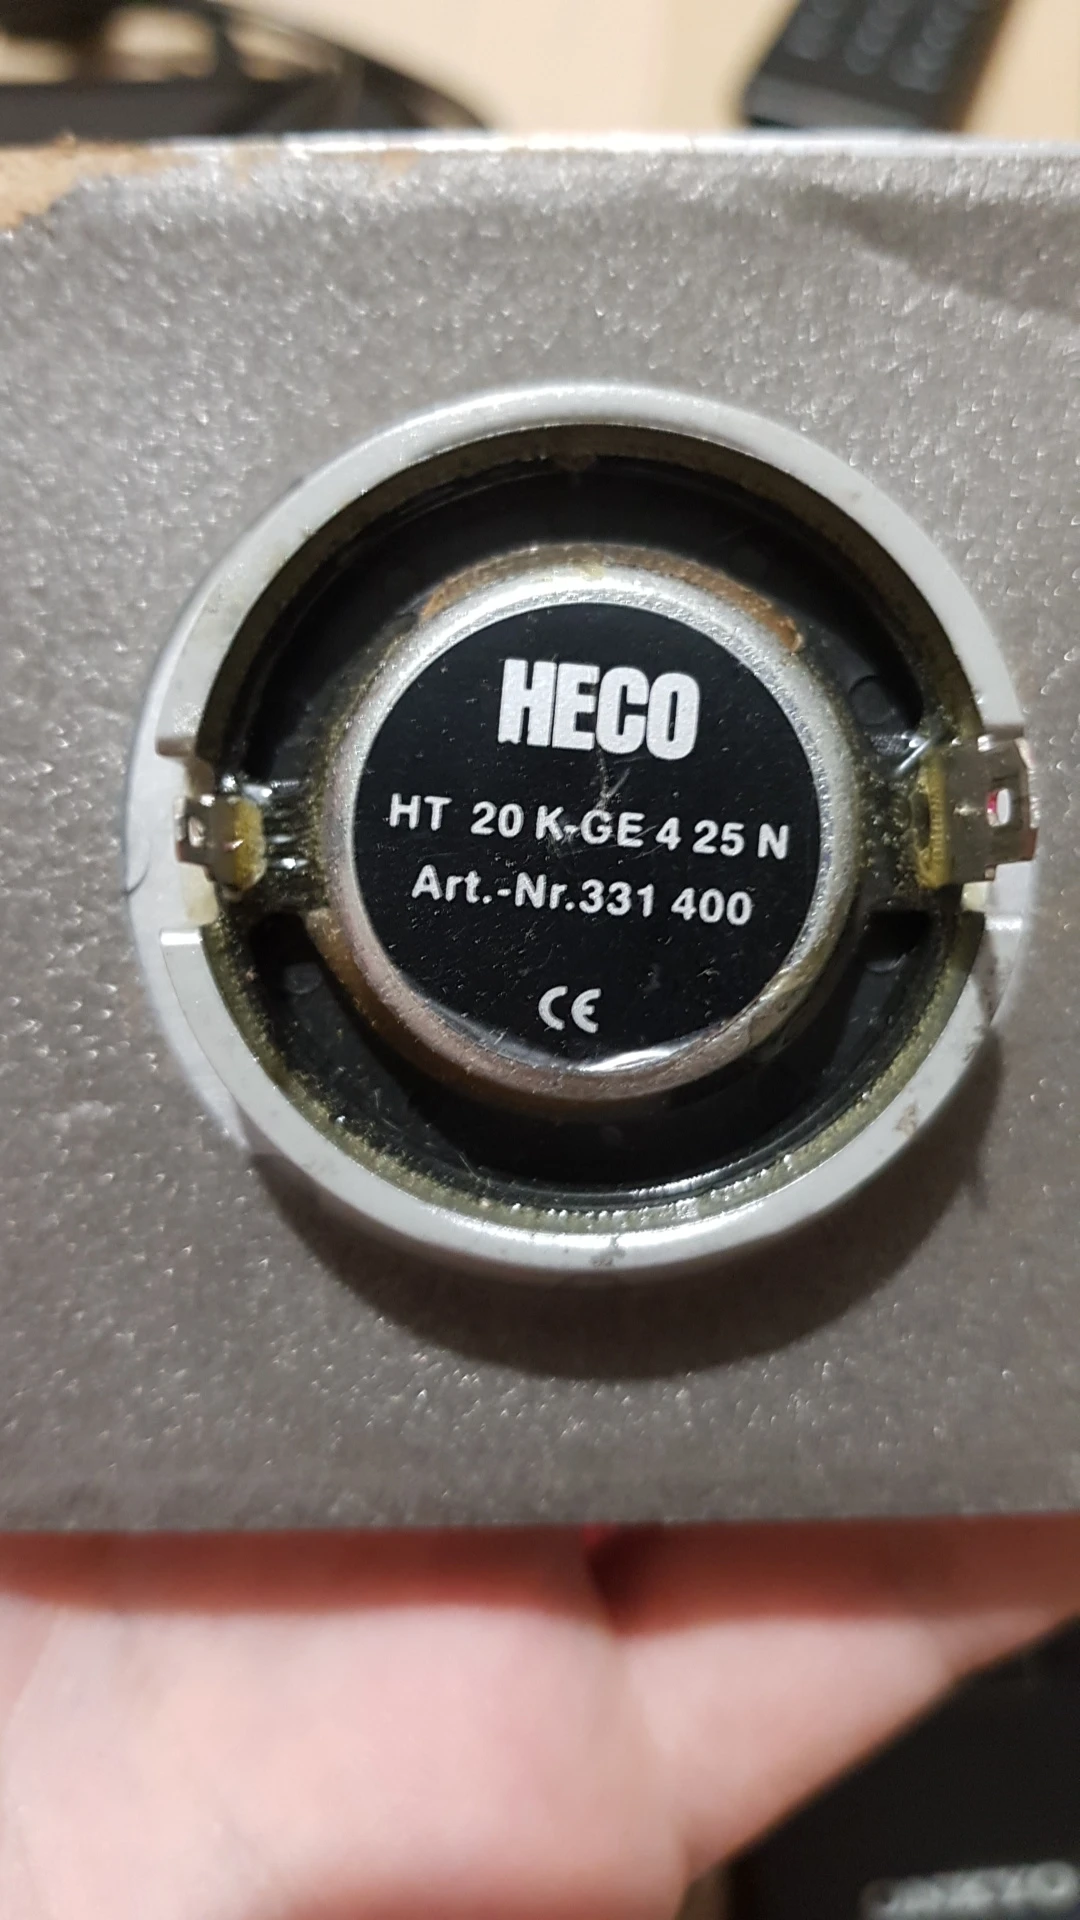 HECO
HT 20 K-GE 4 25 N
Art.-Nr.331 400
CE